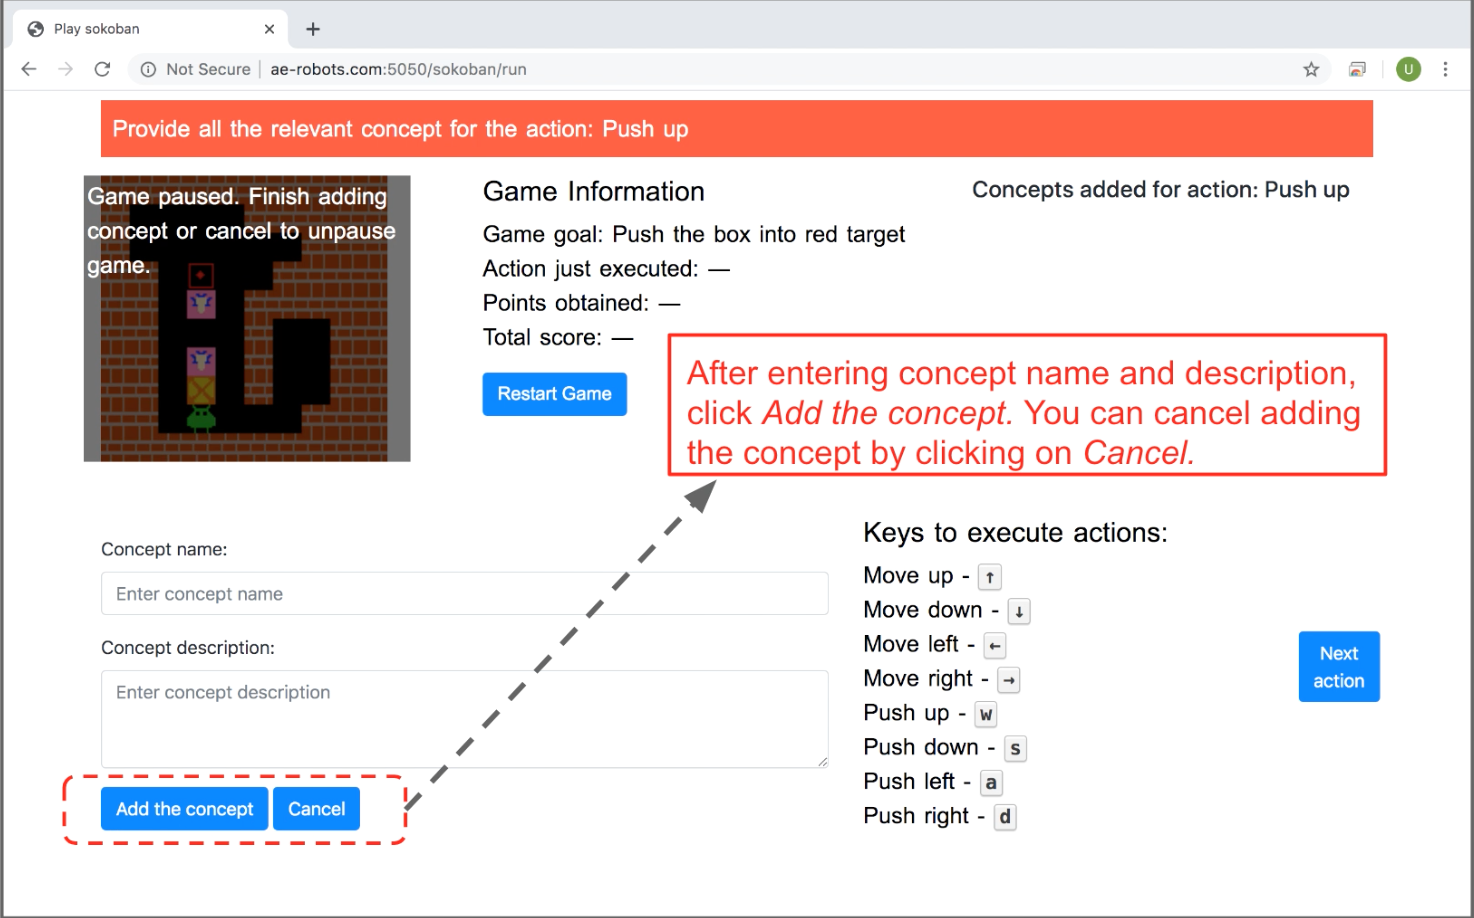 Play sokoban
Not Secure
ae-robots.com:5050/sokoban/run
U
Provide all the relevant concept for the action: Push up
Game paused. Finish adding
concept or cancel to unpause
game.
Game Information
Game goal: Push the box into red target
Action just executed: —
Points obtained: —
Total score: —
Restart Game
Concepts added for action: Push up
After entering concept name and description,
click Add the concept. You can cancel adding
the concept by clicking on Cancel.
Concept name:
Enter concept name
Concept description:
Enter concept description
Add the concept
Cancel
Keys to execute actions:
Move up - ↑
Move down - ↓
Move left - ←
Move right - →
Push up - w
Push down - s
Push left - a
Push right - d
Next
action